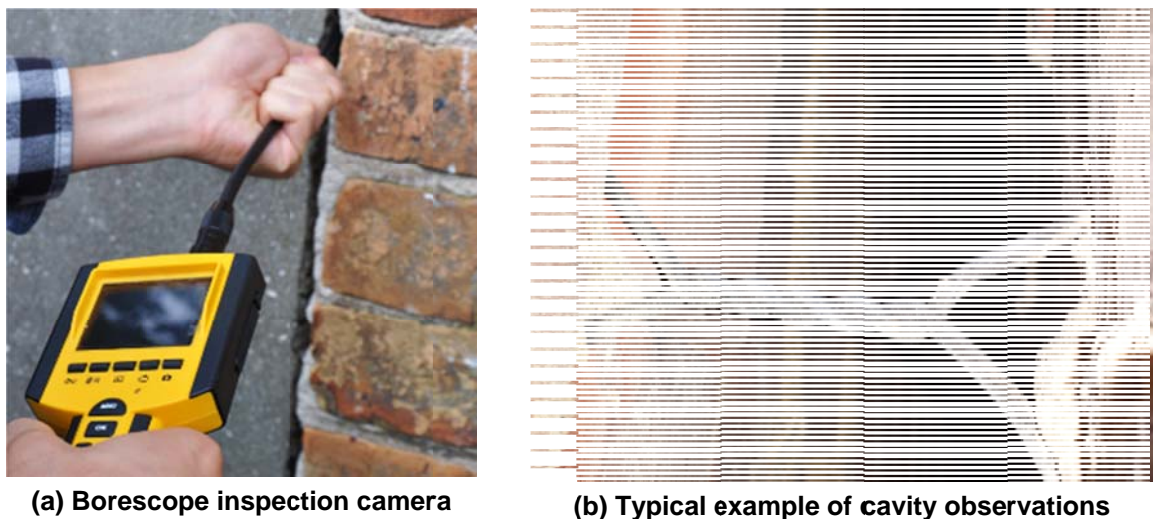 (a) Borescope inspection camera
(b) Typical example of cavity observations